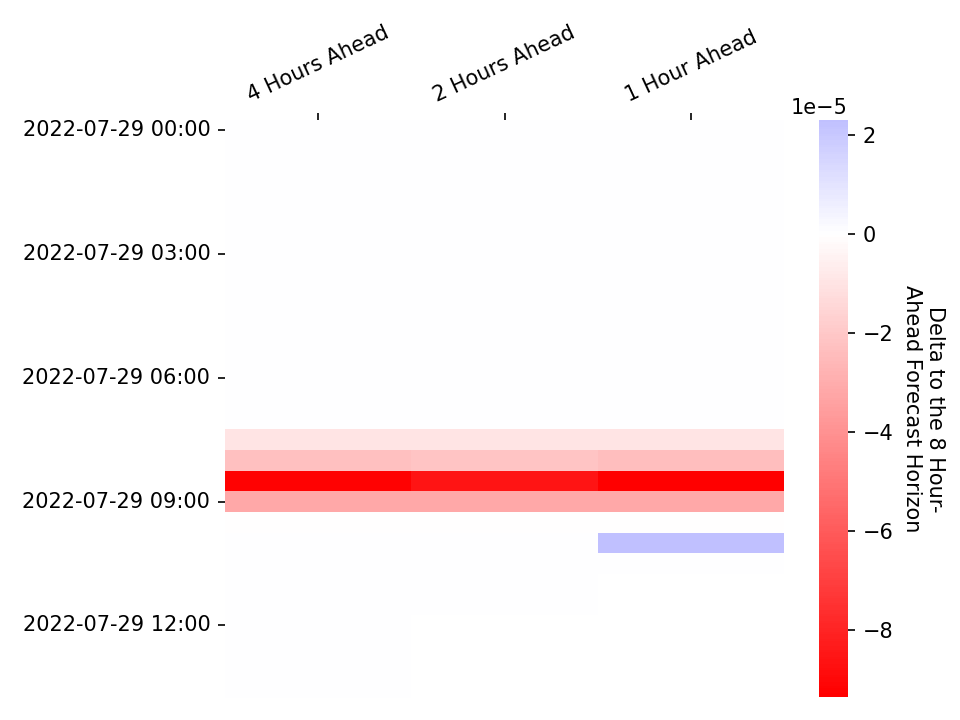 4 Hours Ahead
2 Hours Ahead
1 Hour Ahead
1e−5
2022-07-29 00:00
2022-07-29 03:00
2022-07-29 06:00
2022-07-29 09:00
2022-07-29 12:00
2
0
−2
−4
−6
−8
Delta to the 8 Hour-
Ahead Forecast Horizon